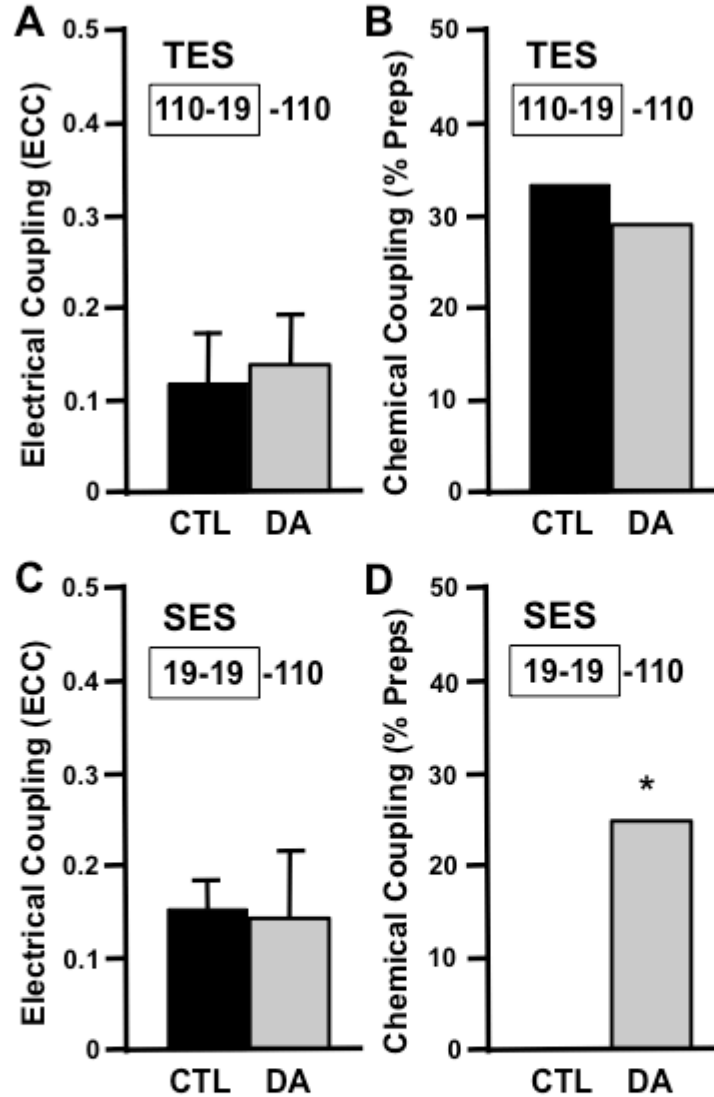 A
Electrical Coupling (ECC)
0.5
0.4
0.3
0.2
0.1
0
TES
110-19 -110
CTL DA
B
Chemical Coupling (% Preps)
50
40
30
20
10
0
TES
110-19 -110
CTL DA
C
Electrical Coupling (ECC)
0.5
0.4
0.3
0.2
0.1
0
SES
19-19 -110
CTL DA
D
Chemical Coupling (% Preps)
50
40
30
20
10
0
SES
19-19 -110
*
CTL DA